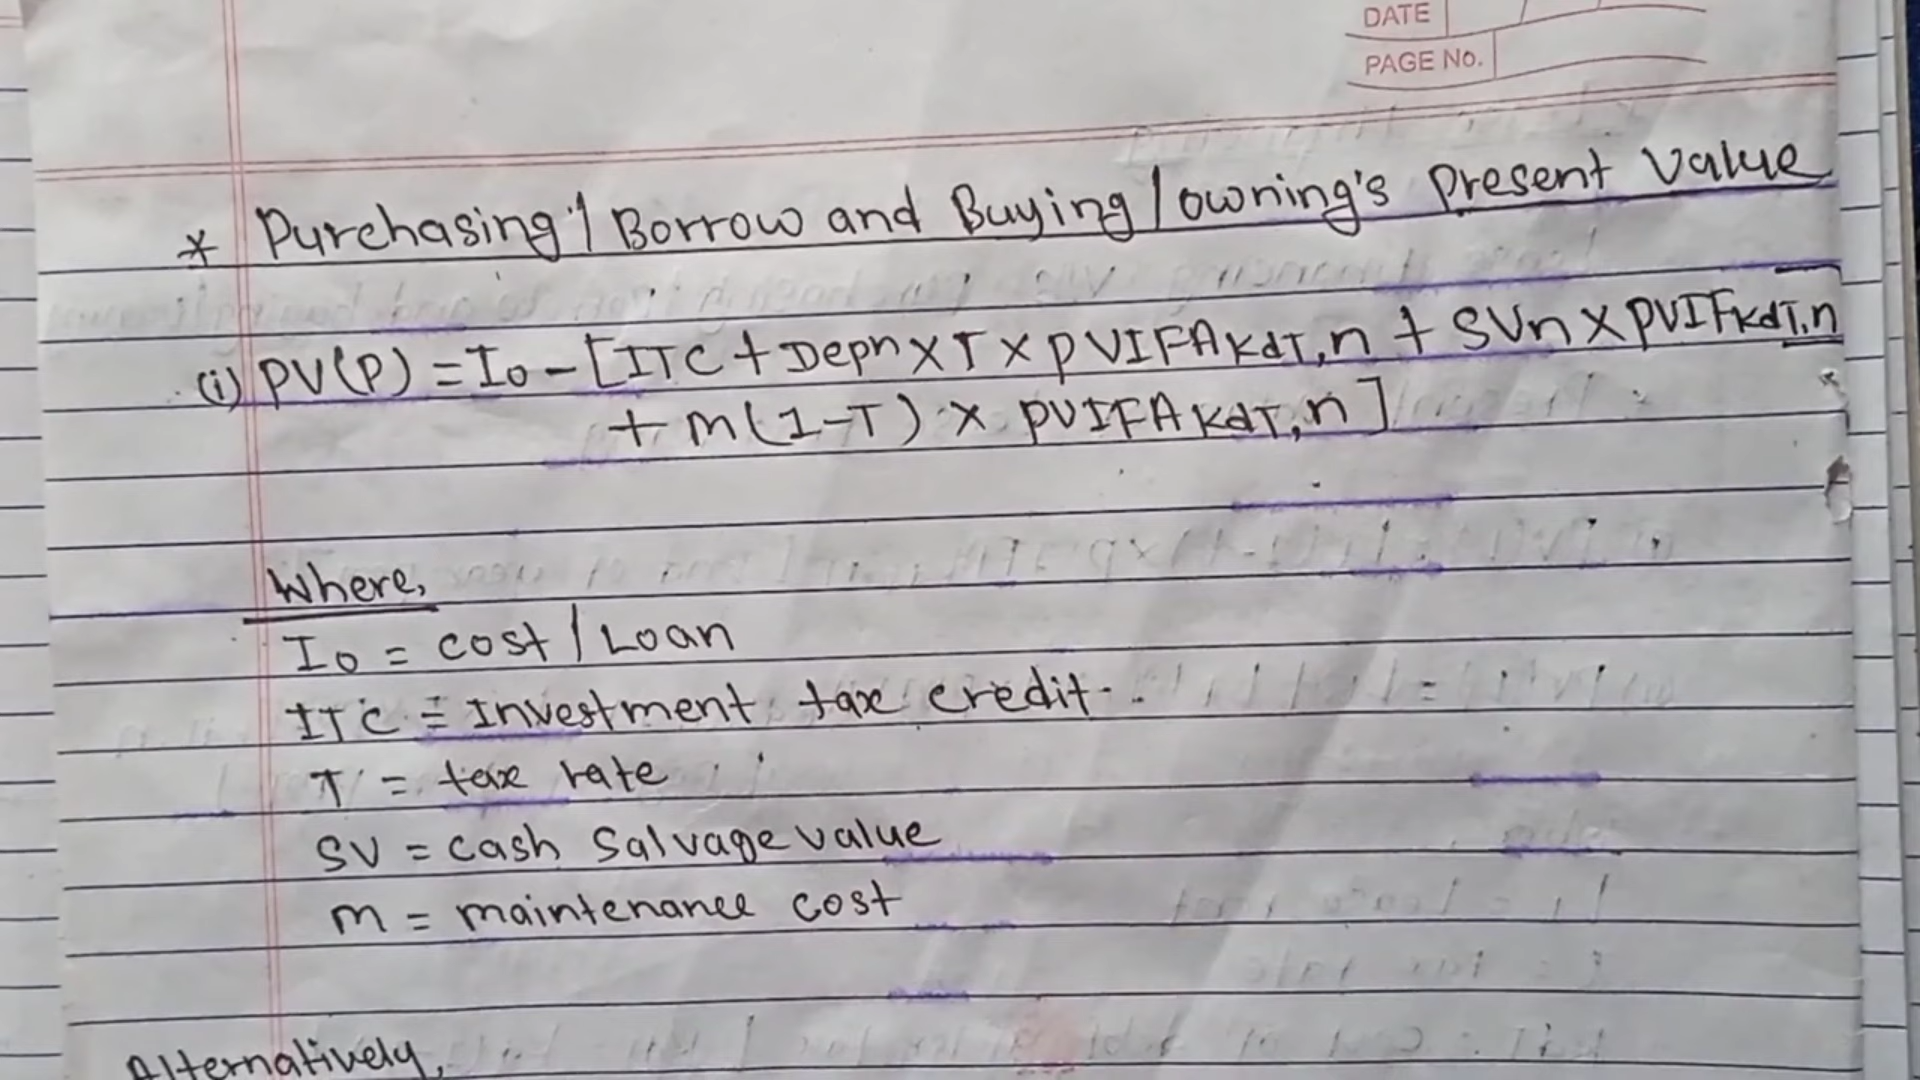 DATE
PAGE No.
* Purchasing / Borrow and Buying / owning's present value
(i) PV(P) = I₀ - [ITC + Depn x T x PVIFAkdT,n + SVn x PVIFkdT,n
+ m(1-T) x PVIFAkdT,n]
Where,
I₀ = cost / Loan
ITC = Investment tax credit.
T = tax rate
SV = cash salvage value
m = maintenance cost
Alternatively,